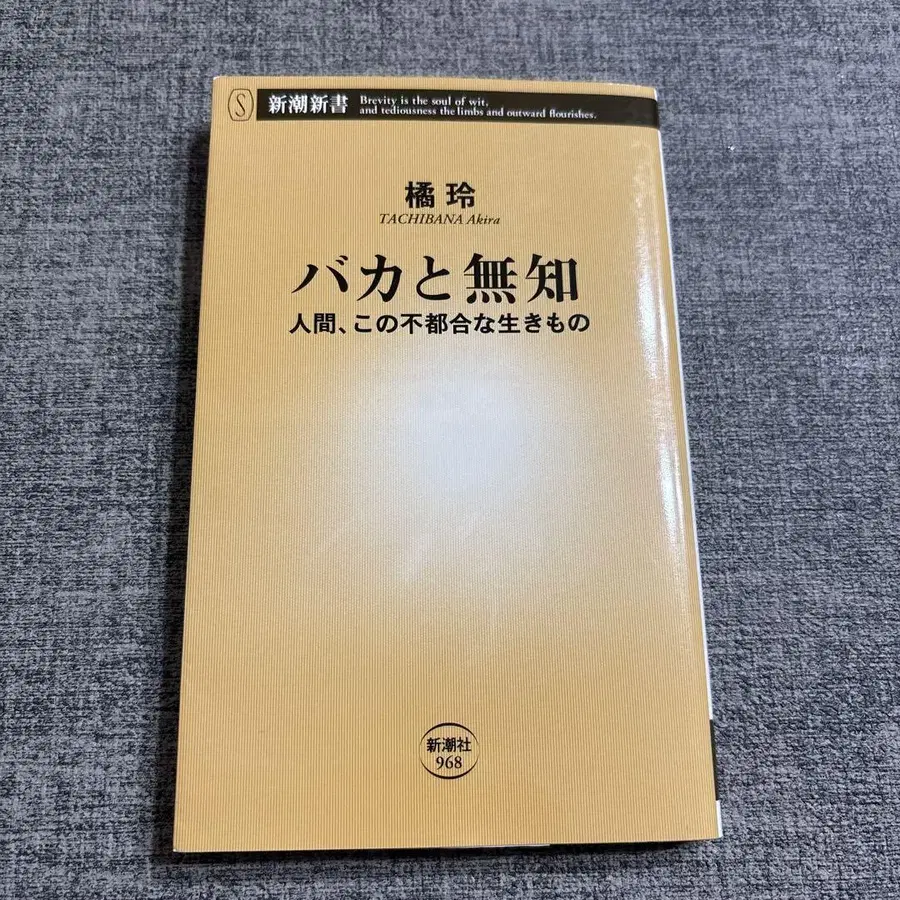 S
新潮新書
Brevity is the soul of wit,
and tediousness the limbs and outward flourishes.
橘 玲
TACHIBANA Akira
バカと無知
人間、この不都合な生きもの
新潮社
968